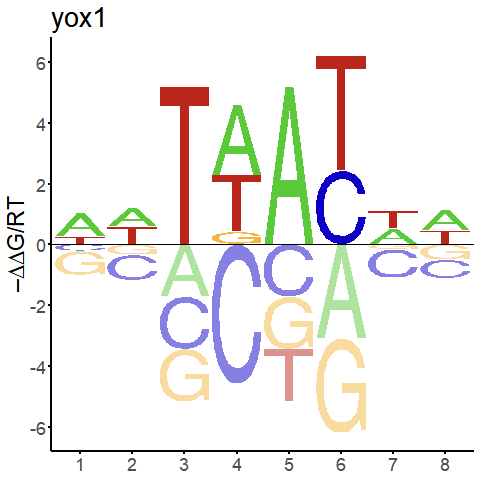 yox1
−ΔΔG/RT
6
4
2
0
-2
-4
-6
A T C G
A T G C
T A C G
A T G C
A C G T
T C A G
T A G C
A T G C
1 2 3 4 5 6 7 8